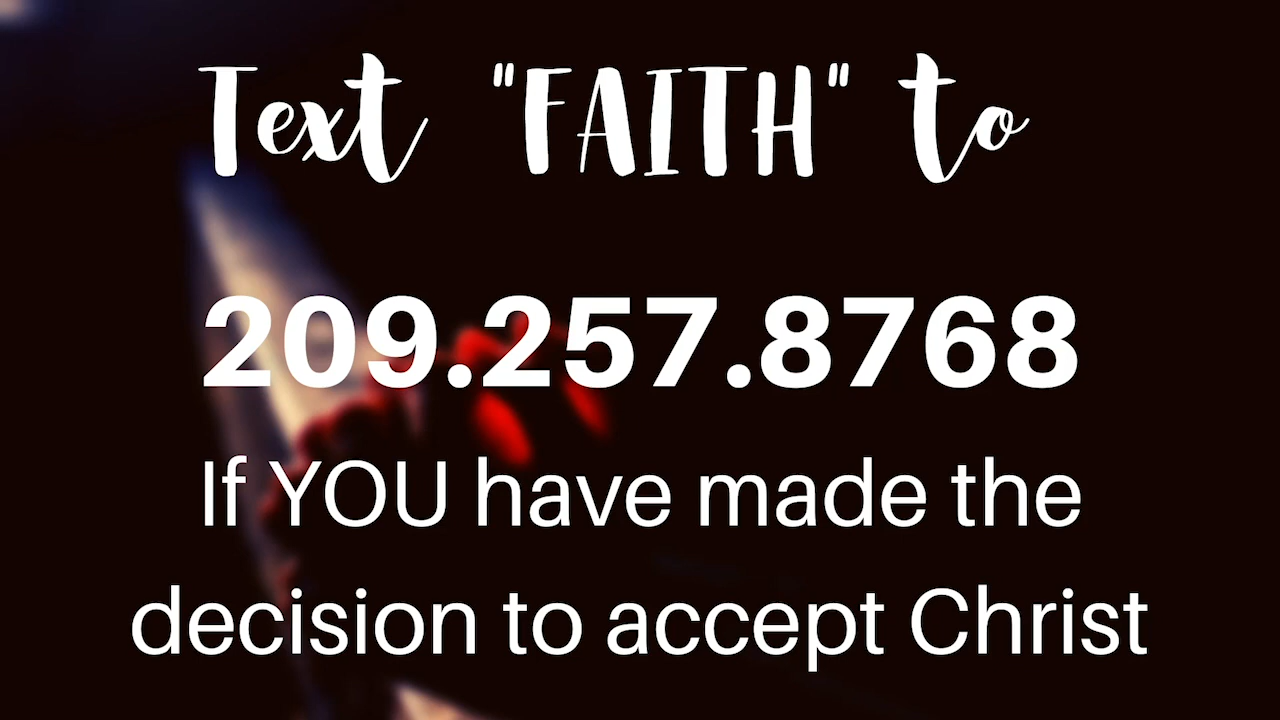 Text "FAITH" to
209.257.8768
If YOU have made the
decision to accept Christ